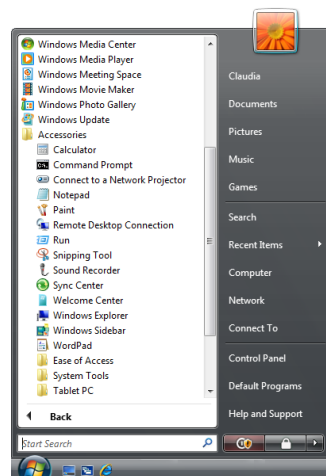 Windows Media Center
Windows Media Player
Windows Meeting Space
Windows Movie Maker
Windows Photo Gallery
Windows Update
Accessories
Calculator
Command Prompt
Connect to a Network Projector
Notepad
Paint
Remote Desktop Connection
Run
Snipping Tool
Sound Recorder
Sync Center
Welcome Center
Windows Explorer
Windows Sidebar
WordPad
Ease of Access
System Tools
Tablet PC
Back
Start Search
Claudia
Documents
Pictures
Music
Games
Search
Recent Items
Computer
Network
Connect To
Control Panel
Default Programs
Help and Support